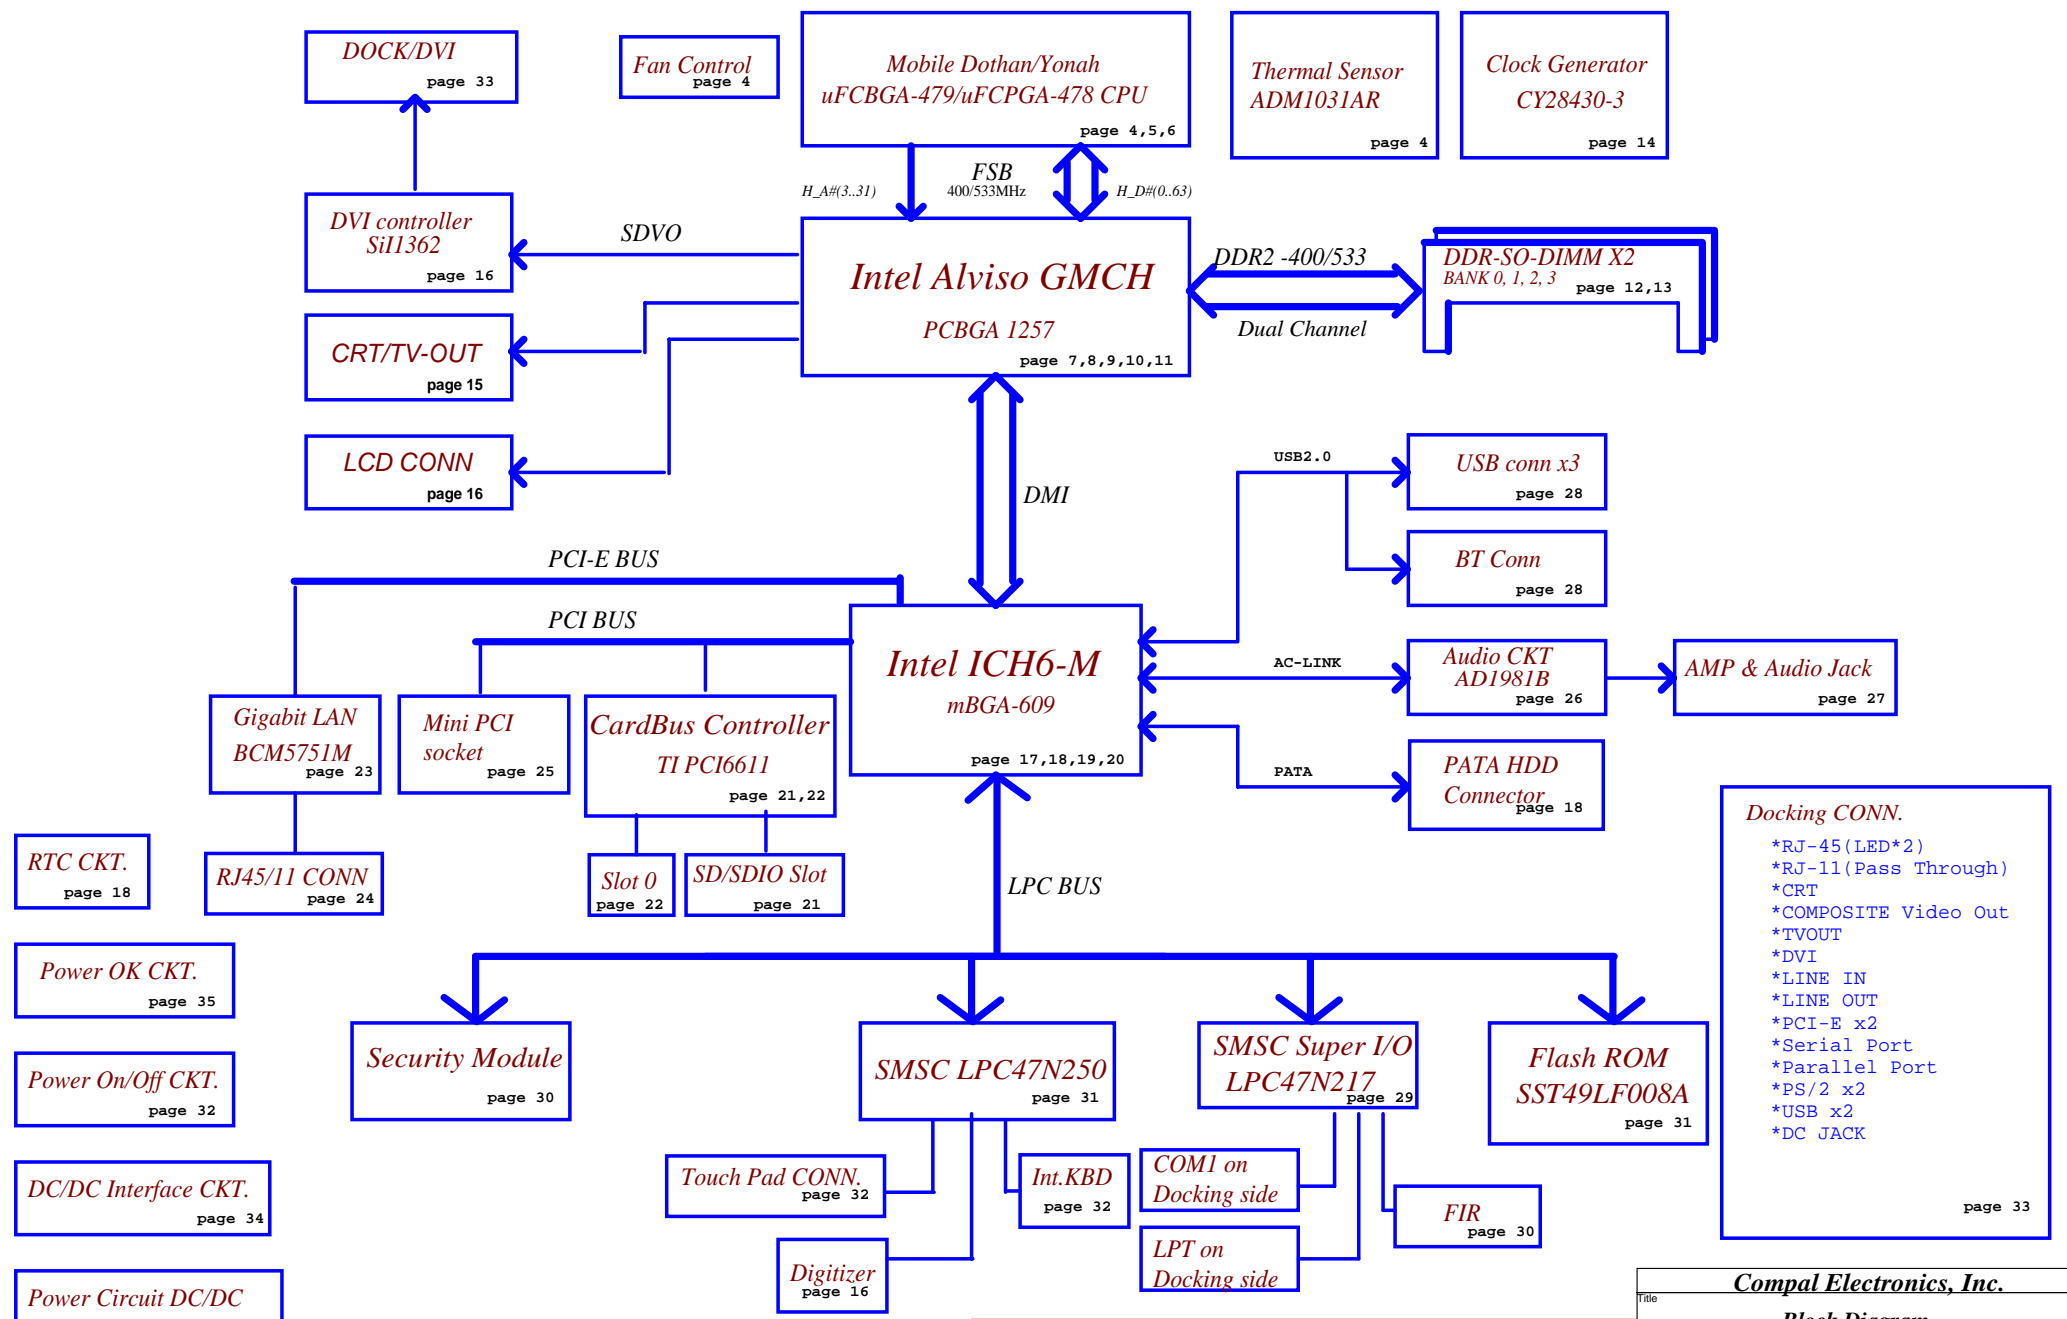 DOCK/DVI
page 33
Fan Control
page 4
Mobile Dothan/Yonah
uFCBGA-479/uFCPGA-478 CPU
page 4,5,6
Thermal Sensor
ADM1031AR
page 4
Clock Generator
CY28430-3
page 14
H_A#(3..31)
FSB
400/533MHz
H_D#(0..63)
DVI controller
SiI1362
page 16
SDVO
Intel Alviso GMCH
PCBGA 1257
page 7,8,9,10,11
DDR2 -400/533
Dual Channel
DDR-SO-DIMM X2
BANK 0, 1, 2, 3
page 12,13
CRT/TV-OUT
page 15
LCD CONN
page 16
DMI
USB2.0
USB conn x3
page 28
BT Conn
page 28
PCI-E BUS
PCI BUS
Intel ICH6-M
mBGA-609
page 17,18,19,20
AC-LINK
Audio CKT
AD1981B
page 26
AMP & Audio Jack
page 27
PATA
PATA HDD
Connector
page 18
Gigabit LAN
BCM5751M
page 23
Mini PCI
socket
page 25
CardBus Controller
TI PCI6611
page 21,22
RTC CKT.
page 18
RJ45/11 CONN
page 24
Slot 0
page 22
SD/SDIO Slot
page 21
LPC BUS
Docking CONN.
*RJ-45(LED*2)
*RJ-11(Pass Through)
*CRT
*COMPOSITE Video Out
*TVOUT
*DVI
*LINE IN
*LINE OUT
*PCI-E x2
*Serial Port
*Parallel Port
*PS/2 x2
*USB x2
*DC JACK
page 33
Power OK CKT.
page 35
Power On/Off CKT.
page 32
DC/DC Interface CKT.
page 34
Power Circuit DC/DC
Security Module
page 30
SMSC LPC47N250
page 31
SMSC Super I/O
LPC47N217
page 29
Flash ROM
SST49LF008A
page 31
Touch Pad CONN.
page 32
Int.KBD
page 32
Digitizer
page 16
COM1 on
Docking side
LPT on
Docking side
FIR
page 30
Compal Electronics, Inc.
Title
Block Diagram